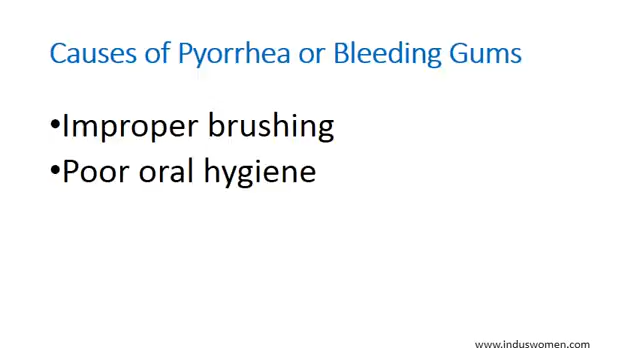 Causes of Pyorrhea or Bleeding Gums
•Improper brushing
•Poor oral hygiene
www.induswomen.com